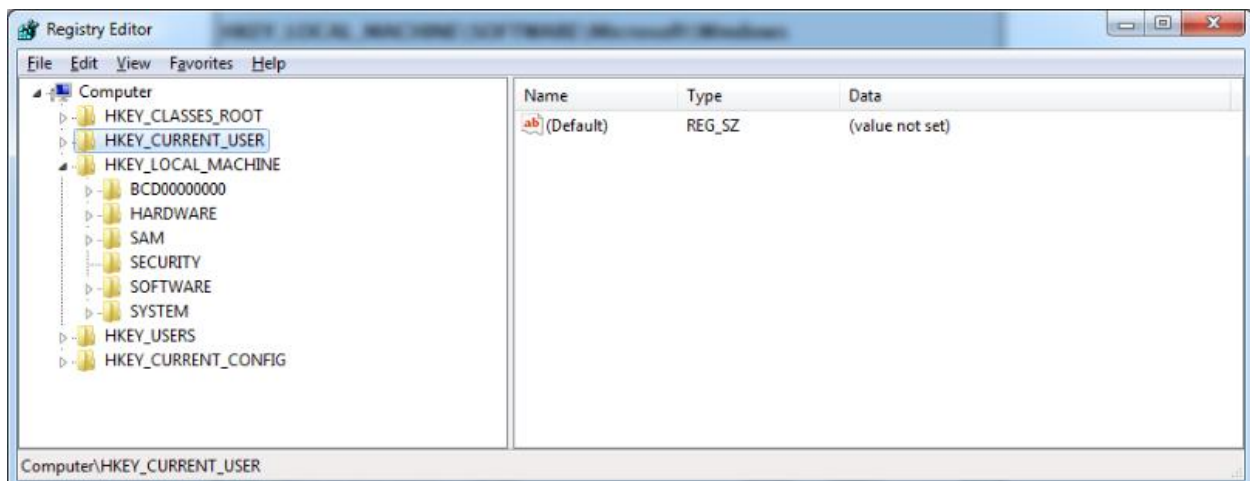 Registry Editor
File Edit View Favorites Help
Computer
HKEY_CLASSES_ROOT
HKEY_CURRENT_USER
HKEY_LOCAL_MACHINE
BCD00000000
HARDWARE
SAM
SECURITY
SOFTWARE
SYSTEM
HKEY_USERS
HKEY_CURRENT_CONFIG
Name Type Data
ab (Default) REG_SZ (value not set)
Computer\HKEY_CURRENT_USER